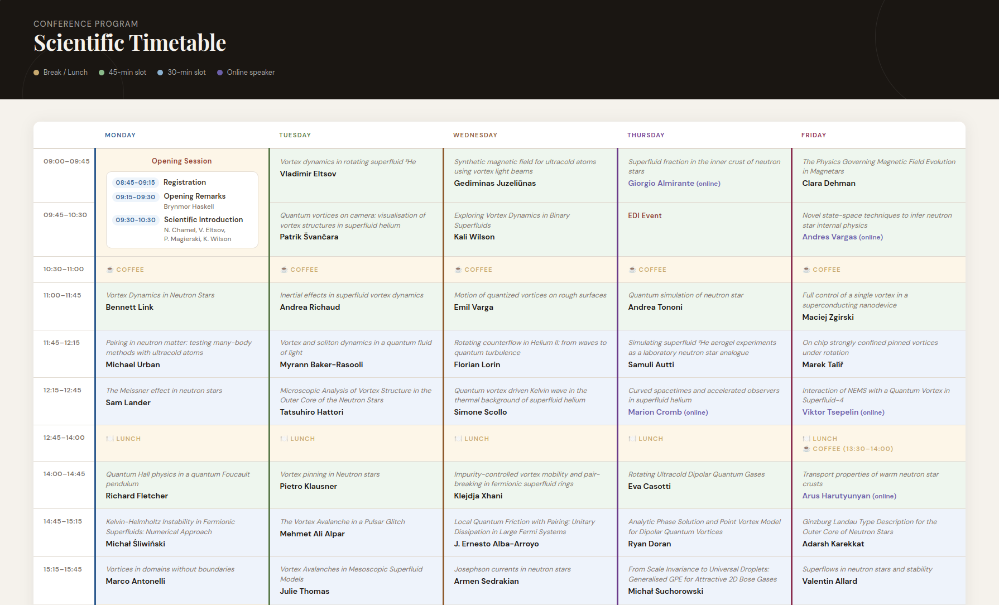 CONFERENCE PROGRAM
Scientific Timetable
Break / Lunch
45-min slot
30-min slot
Online speaker
MONDAY
TUESDAY
WEDNESDAY
THURSDAY
FRIDAY
09:00–09:45
Opening Session
08:45-09:15 Registration
09:15-09:30 Opening Remarks
Brynmor Haskell
09:30-10:30 Scientific Introduction
N. Chamel, V. Eltsov,
P. Magierski, K. Wilson
Vortex dynamics in rotating superfluid ³He
Vladimir Eltsov
Synthetic magnetic field for ultracold atoms
using vortex light beams
Gediminas Juzeliūnas
Superfluid fraction in the inner crust of neutron
stars
Giorgio Almirante (online)
The Physics Governing Magnetic Field Evolution
in Magnetars
Clara Dehman
09:45–10:30
Quantum vortices on camera: visualisation of
vortex structures in superfluid helium
Patrik Švančara
Exploring Vortex Dynamics in Binary
Superfluids
Kali Wilson
EDI Event
Novel state-space techniques to infer neutron
star internal physics
Andres Vargas (online)
10:30–11:00
☕ COFFEE
☕ COFFEE
☕ COFFEE
☕ COFFEE
☕ COFFEE
11:00–11:45
Vortex Dynamics in Neutron Stars
Bennett Link
Inertial effects in superfluid vortex dynamics
Andrea Richaud
Motion of quantized vortices on rough surfaces
Emil Varga
Quantum simulation of neutron star
Andrea Tononi
Full control of a single vortex in a
superconducting nanodevice
Maciej Zgirski
11:45–12:15
Pairing in neutron matter: testing many-body
methods with ultracold atoms
Michael Urban
Vortex and soliton dynamics in a quantum fluid
of light
Myrann Baker-Rasooli
Rotating counterflow in Helium II: from waves to
quantum turbulence
Florian Lorin
Simulating superfluid ³He aerogel experiments
as a laboratory neutron star analogue
Samuli Autti
On chip strongly confined pinned vortices
under rotation
Marek Talíř
12:15–12:45
The Meissner effect in neutron stars
Sam Lander
Microscopic Analysis of Vortex Structure in the
Outer Core of the Neutron Stars
Tatsuhiro Hattori
Quantum vortex driven Kelvin wave in the
thermal background of superfluid helium
Simone Scollo
Curved spacetimes and accelerated observers
in superfluid helium
Marion Cromb (online)
Interaction of NEMS with a Quantum Vortex in
Superfluid-4
Viktor Tsepelin (online)
12:45–14:00
🍽️ LUNCH
🍽️ LUNCH
🍽️ LUNCH
🍽️ LUNCH
🍽️ LUNCH
☕ COFFEE (13:30–14:00)
14:00–14:45
Quantum Hall physics in a quantum Foucault
pendulum
Richard Fletcher
Vortex pinning in Neutron stars
Pietro Klausner
Impurity-controlled vortex mobility and pair-
breaking in fermionic superfluid rings
Klejdja Xhani
Rotating Ultracold Dipolar Quantum Gases
Eva Casotti
Transport properties of warm neutron star
crusts
Arus Harutyunyan (online)
14:45–15:15
Kelvin-Helmholtz Instability in Fermionic
Superfluids: Numerical Approach
Michał Śliwiński
The Vortex Avalanche in a Pulsar Glitch
Mehmet Ali Alpar
Local Quantum Friction with Pairing: Unitary
Dissipation in Large Fermi Systems
J. Ernesto Alba-Arroyo
Analytic Phase Solution and Point Vortex Model
for Dipolar Quantum Vortices
Ryan Doran
Ginzburg Landau Type Description for the
Outer Core of Neutron Stars
Adarsh Karekkat
15:15–15:45
Vortices in domains without boundaries
Marco Antonelli
Vortex Avalanches in Mesoscopic Superfluid
Models
Julie Thomas
Josephson currents in neutron stars
Armen Sedrakian
From Scale Invariance to Universal Droplets:
Generalised GPE for Attractive 2D Bose Gases
Michał Suchorowski
Superflows in neutron stars and stability
Valentin Allard